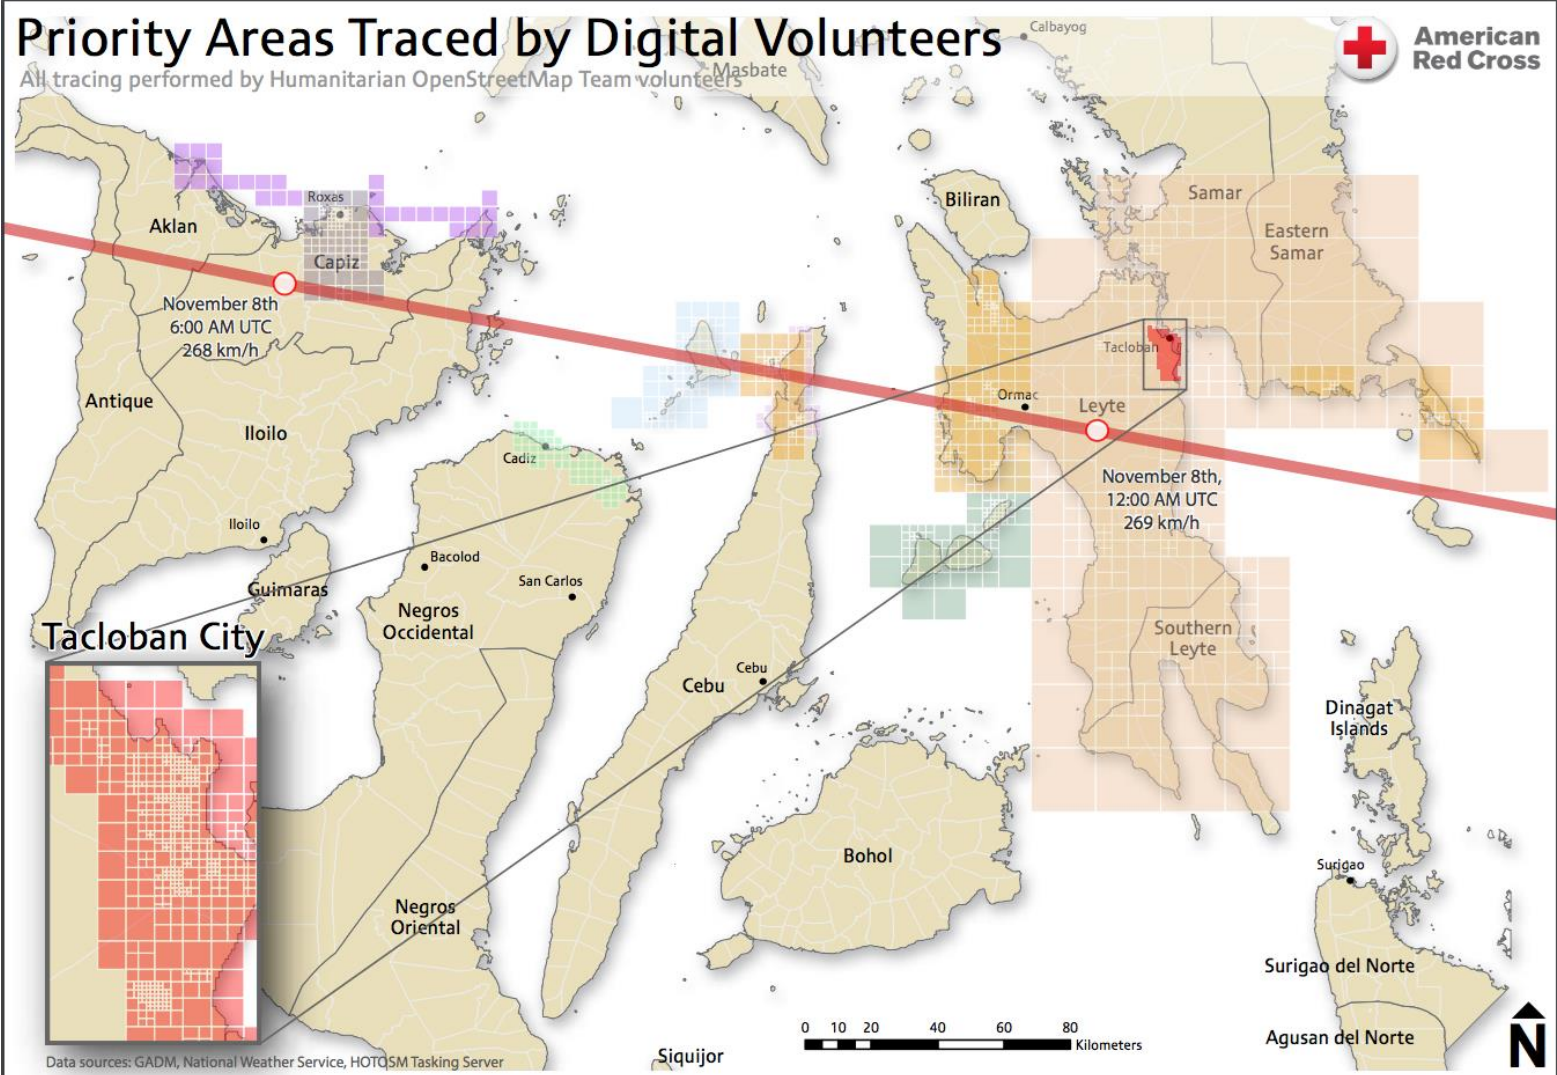 Priority Areas Traced by Digital Volunteers
All tracing performed by Humanitarian OpenStreetMap Team volunteers
American
Red Cross
Calbayog
Masbate
Roxas
Aklan
Capiz
November 8th
6:00 AM UTC
268 km/h
Antique
Iloilo
Iloilo
Guimaras
Biliran
Samar
Eastern
Samar
Tacloban
Ormac
Leyte
November 8th,
12:00 AM UTC
269 km/h
Cadiz
Bacolod
San Carlos
Negros
Occidental
Southern
Leyte
Tacloban City
Cebu
Cebu
Dinagat
Islands
Bohol
Surigao
Negros
Oriental
Surigao del Norte
Agusan del Norte
0 10 20 40 60 80
Kilometers
N
Siquijor
Data sources: GADM, National Weather Service, HOTOSM Tasking Server